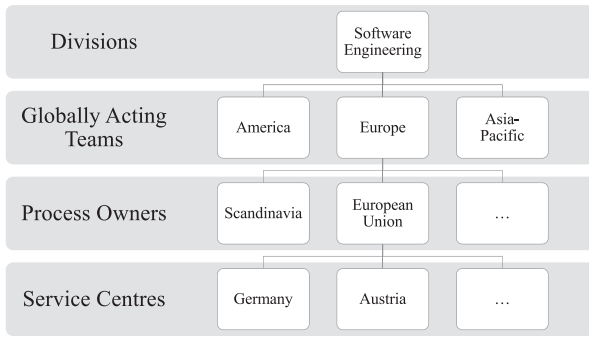 Divisions
Software
Engineering
Globally Acting
Teams
America
Europe
Asia-
Pacific
Process Owners
Scandinavia
European
Union
...
Service Centres
Germany
Austria
...